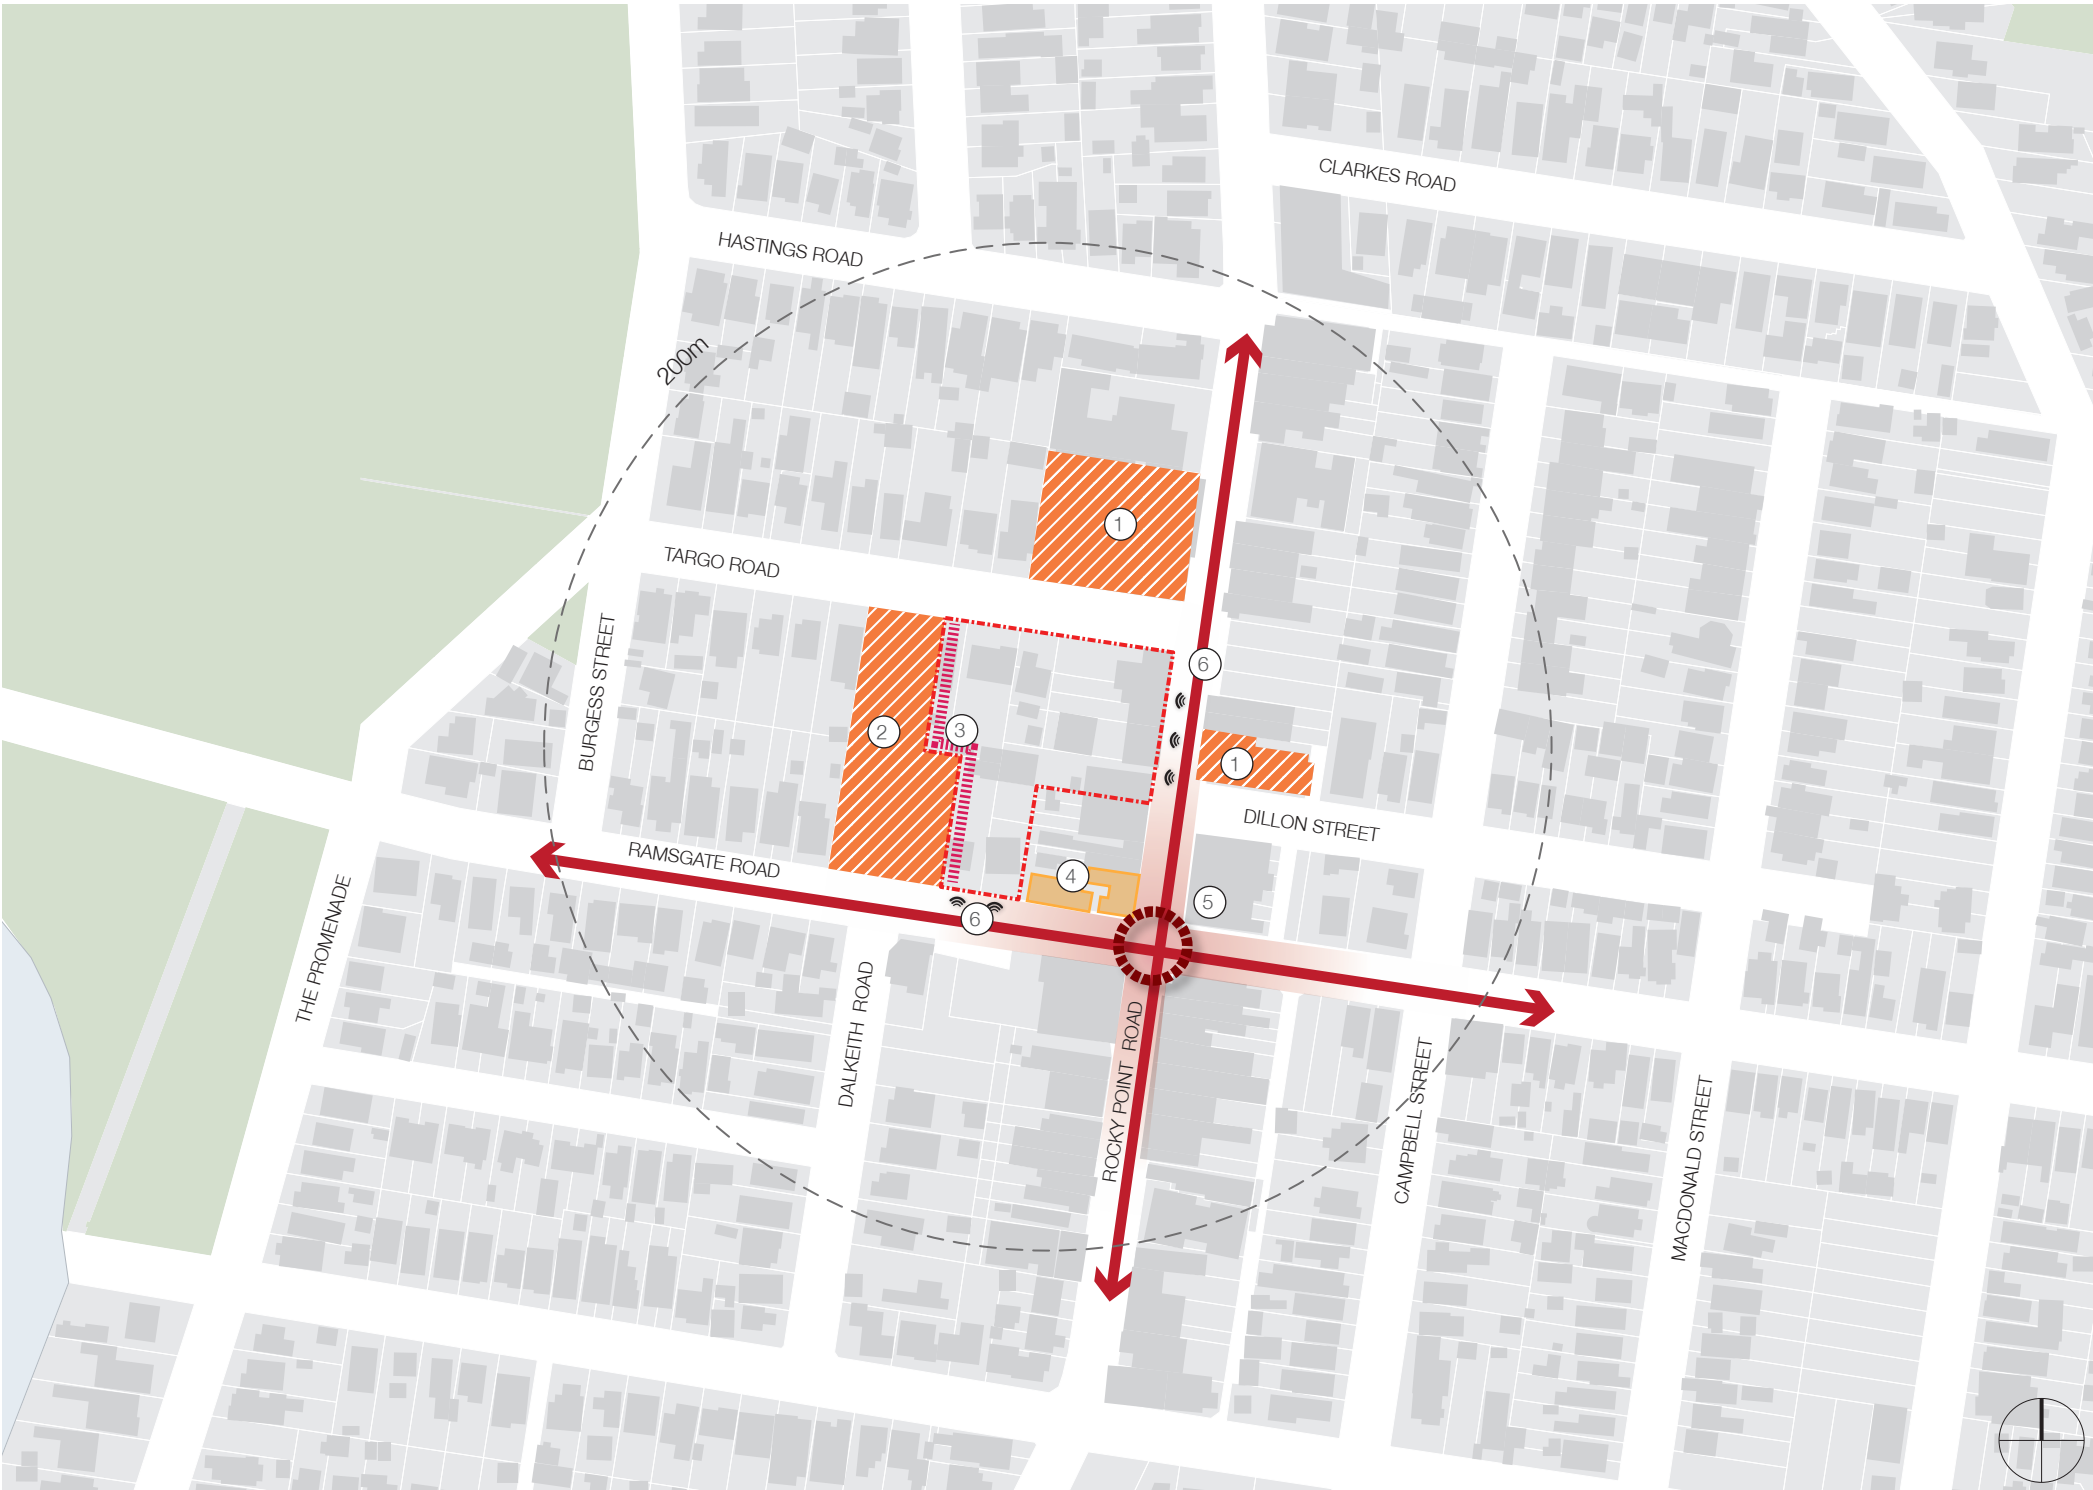 CLARKES ROAD
HASTINGS ROAD
200m
1
TARGO ROAD
BURGESS STREET
6
2
3
1
DILLON STREET
RAMSGATE ROAD
4
5
6
THE PROMENADE
DALKEITH ROAD
ROCKY POINT ROAD
CAMPBELL STREET
MACDONALD STREET